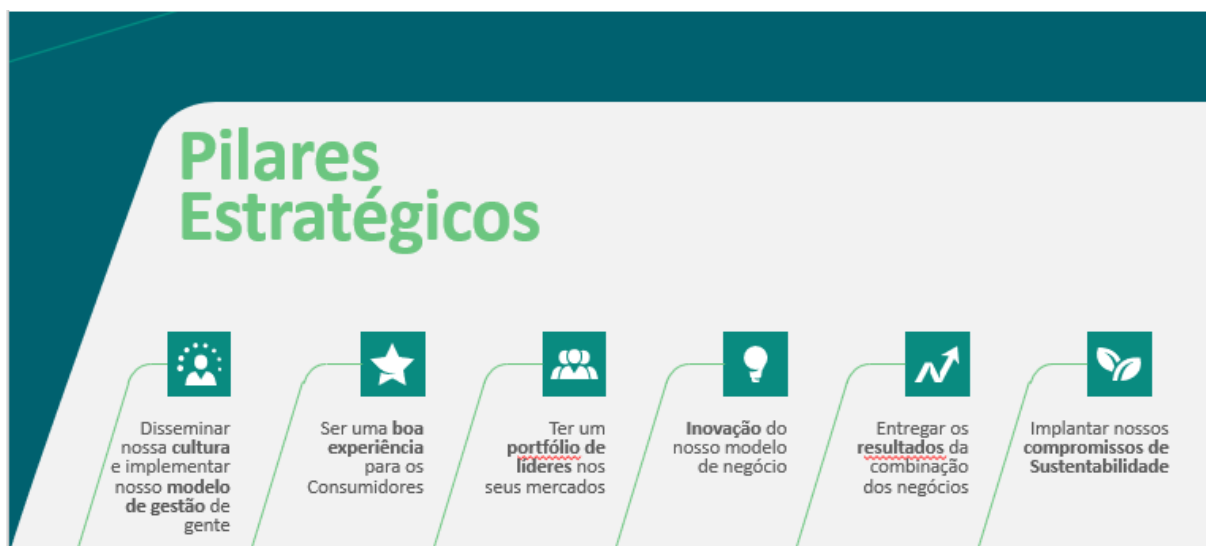 Pilares
Estratégicos
Disseminar
nossa cultura
e implementar
nosso modelo
de gestão de
gente
Ser uma boa
experiência
para os
Consumidores
Ter um
portfólio de
líderes nos
seus mercados
Inovação do
nosso modelo
de negócio
Entregar os
resultados da
combinação
dos negócios
Implantar nossos
compromissos de
Sustentabilidade